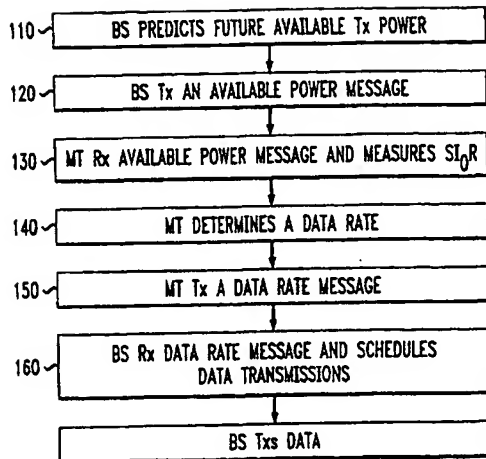 110 BS PREDICTS FUTURE AVAILABLE Tx POWER
120 BS Tx AN AVAILABLE POWER MESSAGE
130 MT Rx AVAILABLE POWER MESSAGE AND MEASURES SI0R
140 MT DETERMINES A DATA RATE
150 MT Tx A DATA RATE MESSAGE
160 BS Rx DATA RATE MESSAGE AND SCHEDULES
DATA TRANSMISSIONS
BS Txs DATA